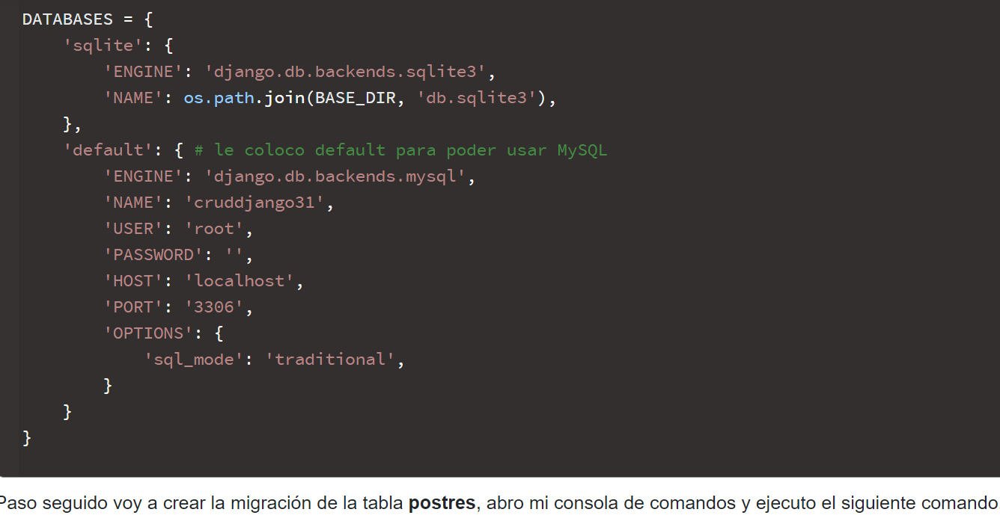 DATABASES = {
    'sqlite': {
        'ENGINE': 'django.db.backends.sqlite3',
        'NAME': os.path.join(BASE_DIR, 'db.sqlite3'),
    },
    'default': { # le coloco default para poder usar MySQL
        'ENGINE': 'django.db.backends.mysql',
        'NAME': 'cruddjango31',
        'USER': 'root',
        'PASSWORD': '',
        'HOST': 'localhost',
        'PORT': '3306',
        'OPTIONS': {
            'sql_mode': 'traditional',
        }
    }
}
Paso seguido voy a crear la migración de la tabla postres, abro mi consola de comandos y ejecuto el siguiente comando